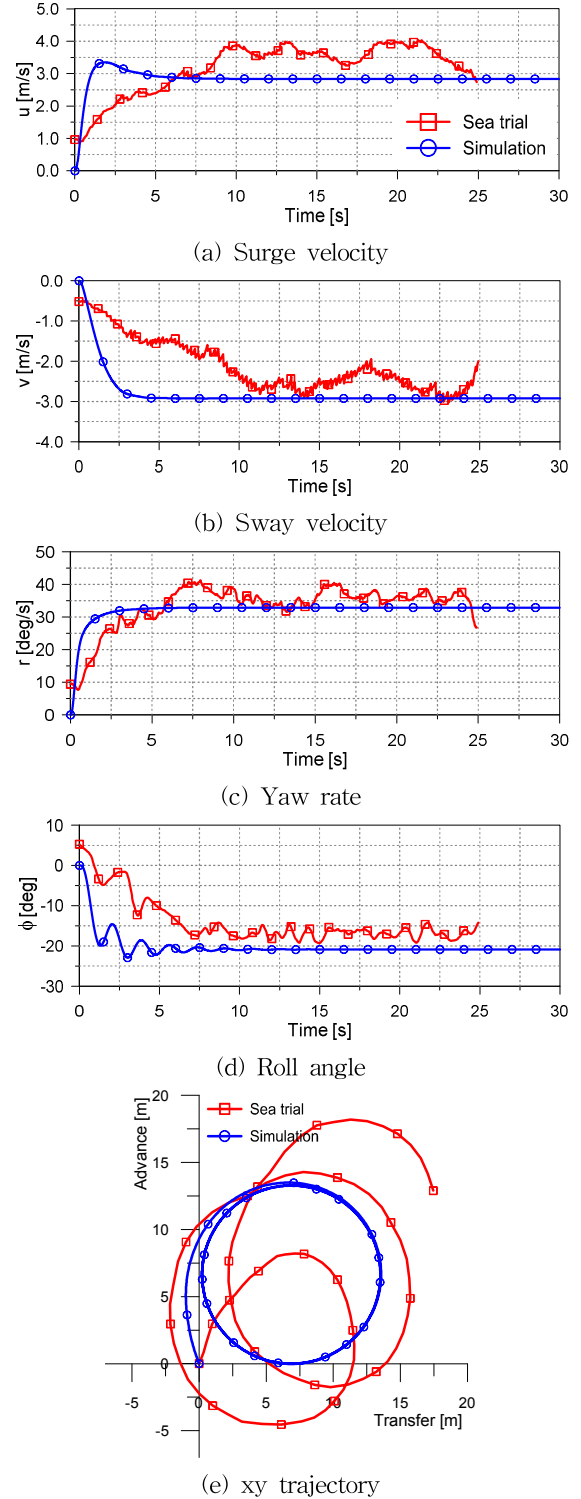 5.0
4.0
3.0
2.0
1.0
0.0
u [m/s]
Sea trial
Simulation
0 5 10 15 20 25 30
Time [s]
(a) Surge velocity
0.0
-1.0
-2.0
-3.0
-4.0
v [m/s]
0 5 10 15 20 25 30
Time [s]
(b) Sway velocity
50
40
30
20
10
0
r [deg/s]
0 5 10 15 20 25 30
Time [s]
(c) Yaw rate
10
0
-10
-20
-30
ϕ [deg]
0 5 10 15 20 25 30
Time [s]
(d) Roll angle
20
15
10
5
0
-5
Advance [m]
Sea trial
Simulation
-5 0 5 10 15 20
Transfer [m]
(e) xy trajectory